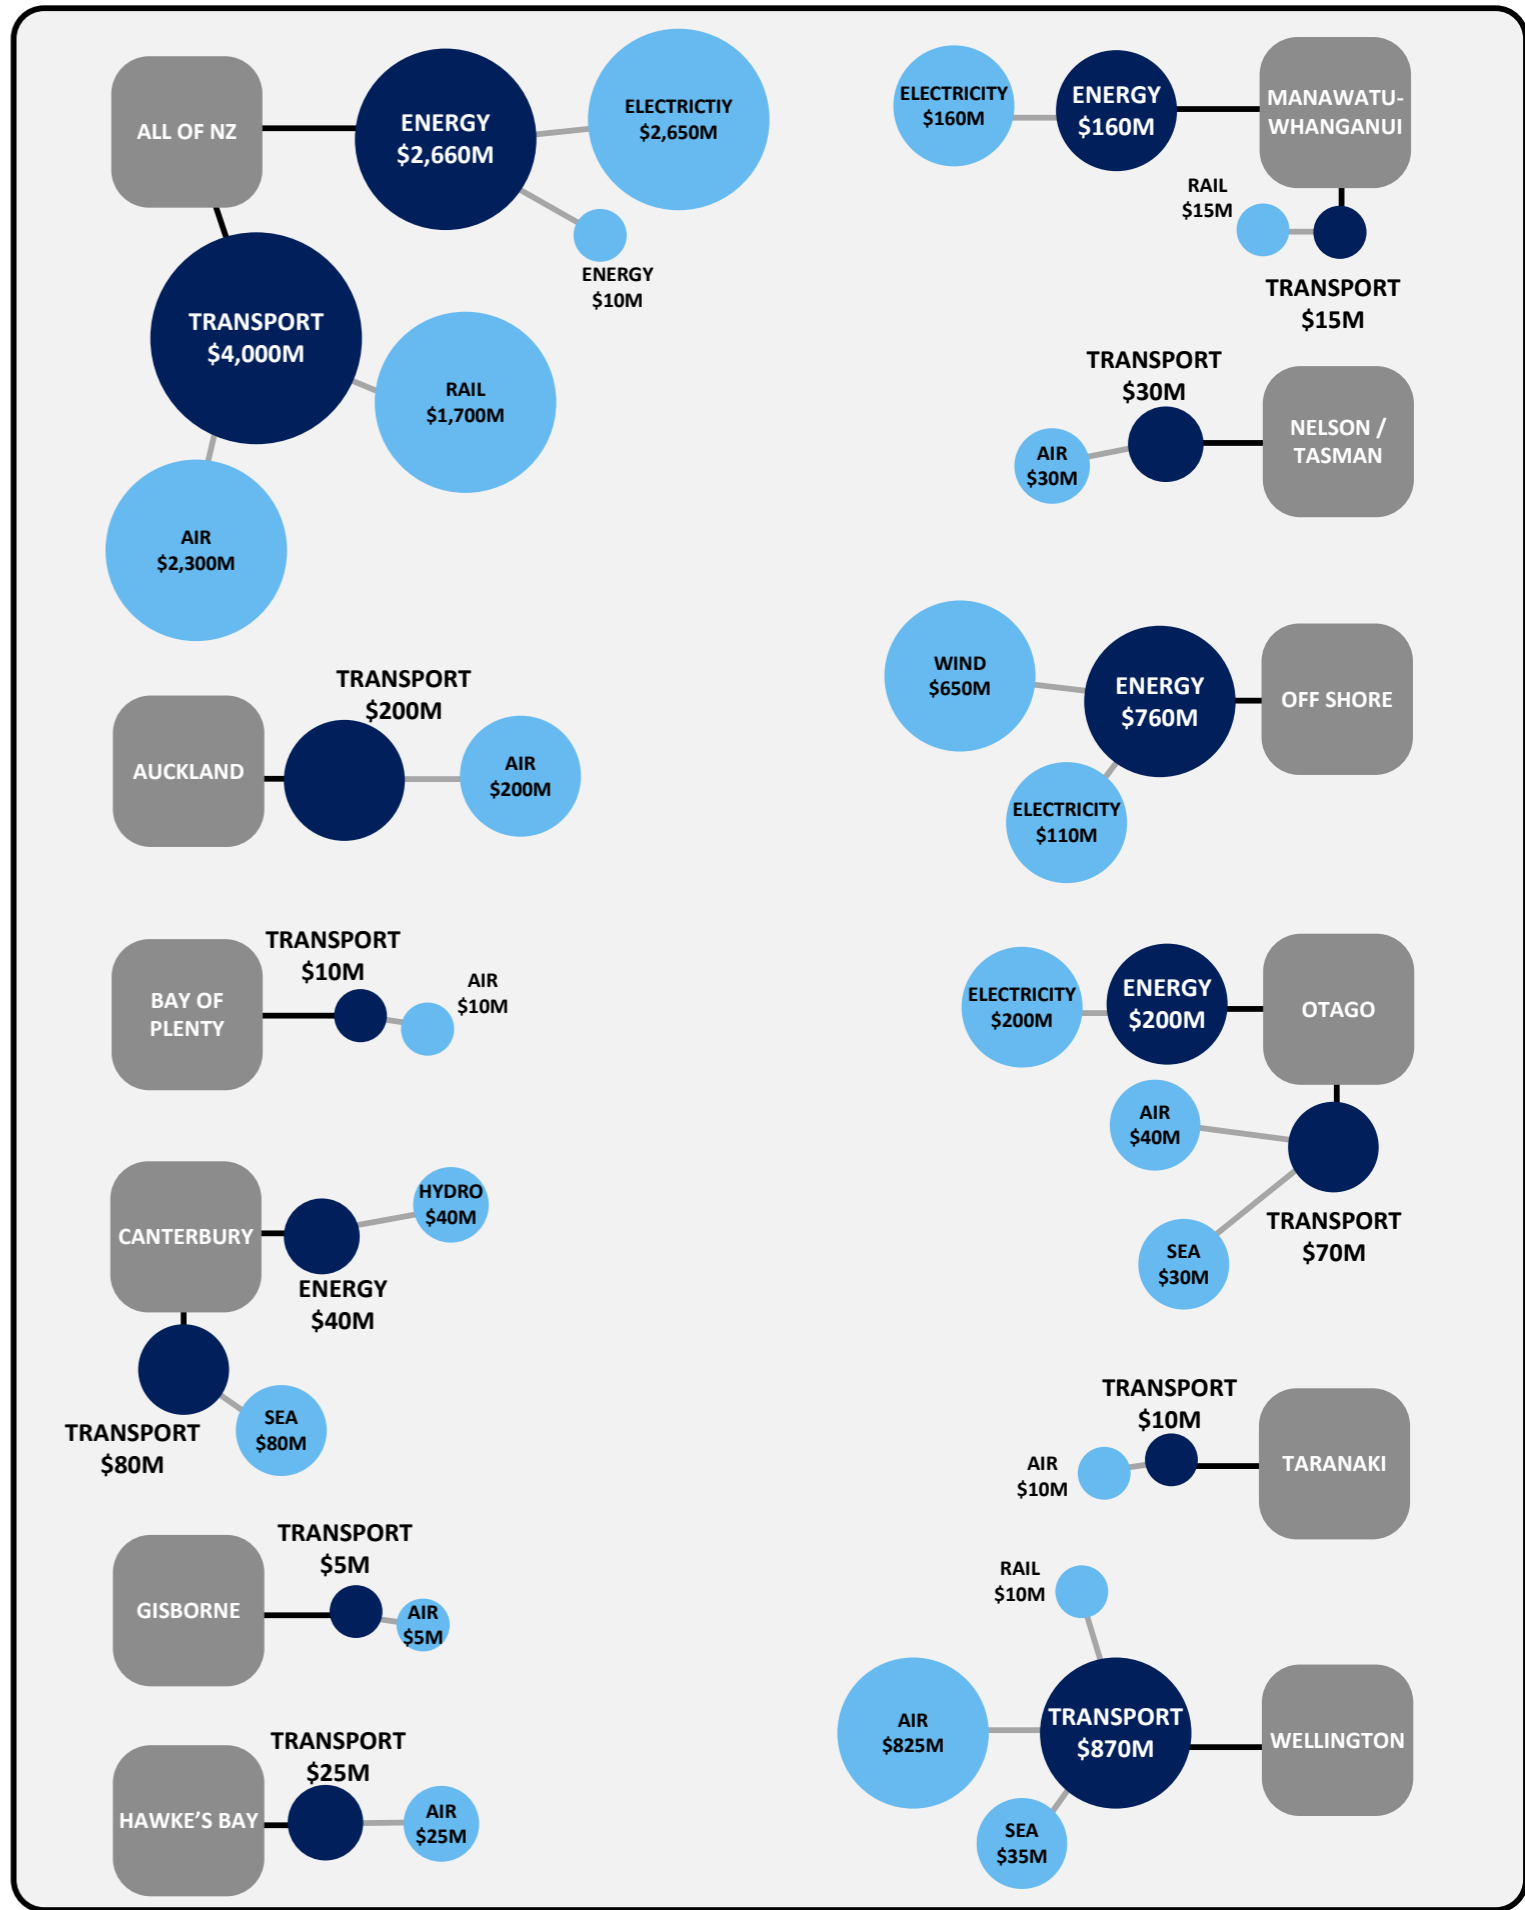 ALL OF NZ
ENERGY
$2,660M
ELECTRICTIY
$2,650M
ENERGY
$10M
TRANSPORT
$4,000M
RAIL
$1,700M
AIR
$2,300M
AUCKLAND
TRANSPORT
$200M
AIR
$200M
BAY OF
PLENTY
TRANSPORT
$10M
AIR
$10M
CANTERBURY
HYDRO
$40M
ENERGY
$40M
TRANSPORT
$80M
SEA
$80M
GISBORNE
TRANSPORT
$5M
AIR
$5M
HAWKE'S BAY
TRANSPORT
$25M
AIR
$25M
ELECTRICITY
$160M
ENERGY
$160M
MANAWATU-
WHANGANUI
RAIL
$15M
TRANSPORT
$15M
TRANSPORT
$30M
AIR
$30M
NELSON /
TASMAN
WIND
$650M
ENERGY
$760M
OFF SHORE
ELECTRICITY
$110M
ELECTRICITY
$200M
ENERGY
$200M
OTAGO
AIR
$40M
SEA
$30M
TRANSPORT
$70M
TRANSPORT
$10M
AIR
$10M
TARANAKI
RAIL
$10M
AIR
$825M
TRANSPORT
$870M
WELLINGTON
SEA
$35M